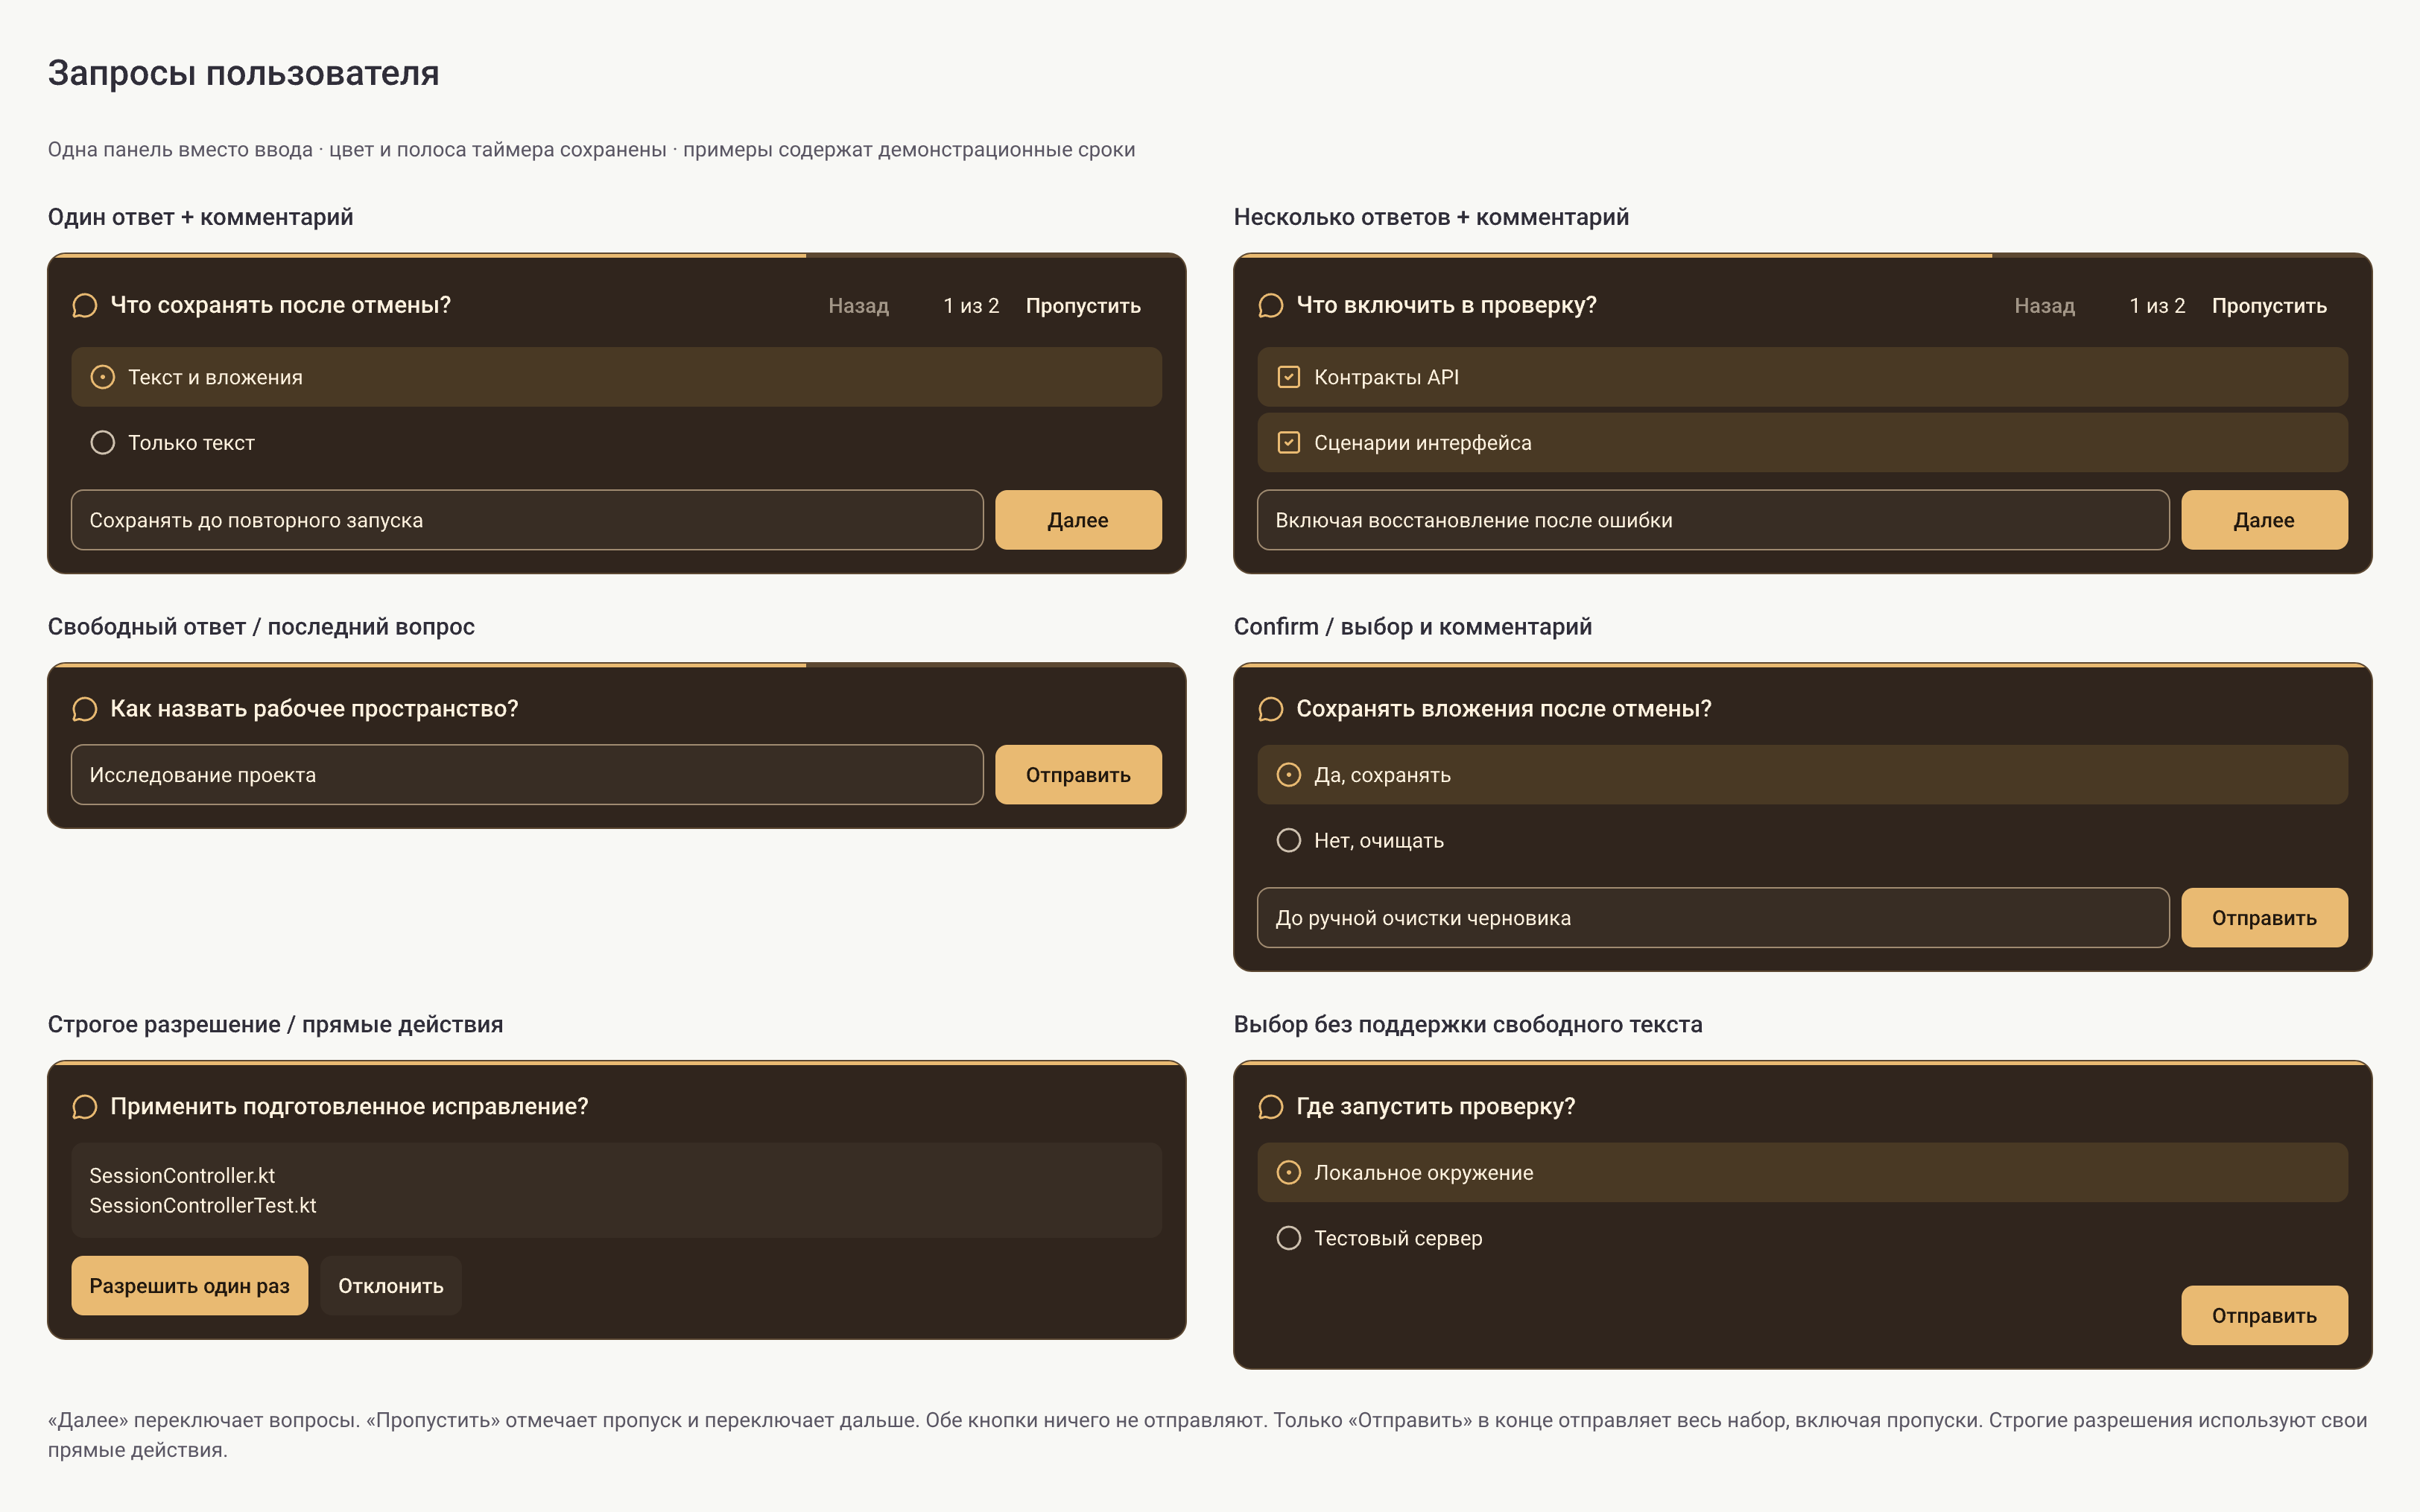 Запросы пользователя
Одна панель вместо ввода · цвет и полоса таймера сохранены · примеры содержат демонстрационные сроки
Один ответ + комментарий
Что сохранять после отмены?
Назад
1 из 2
Пропустить
Текст и вложения
Только текст
Сохранять до повторного запуска
Далее
Несколько ответов + комментарий
Что включить в проверку?
Назад
1 из 2
Пропустить
Контракты API
Сценарии интерфейса
Включая восстановление после ошибки
Далее
Свободный ответ / последний вопрос
Как назвать рабочее пространство?
Исследование проекта
Отправить
Confirm / выбор и комментарий
Сохранять вложения после отмены?
Да, сохранять
Нет, очищать
До ручной очистки черновика
Отправить
Строгое разрешение / прямые действия
Применить подготовленное исправление?
SessionController.kt
SessionControllerTest.kt
Разрешить один раз
Отклонить
Выбор без поддержки свободного текста
Где запустить проверку?
Локальное окружение
Тестовый сервер
Отправить
«Далее» переключает вопросы. «Пропустить» отмечает пропуск и переключает дальше. Обе кнопки ничего не отправляют. Только «Отправить» в конце отправляет весь набор, включая пропуски. Строгие разрешения используют свои
прямые действия.